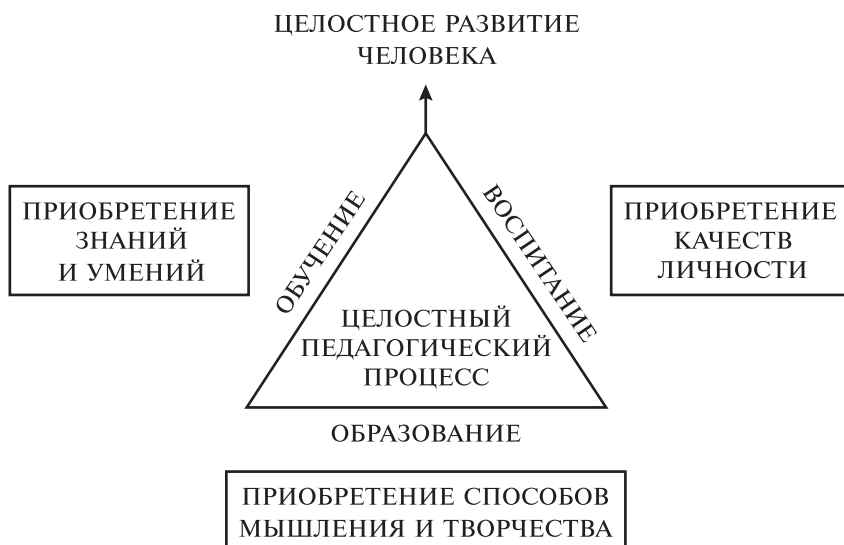 ЦЕЛОСТНОЕ РАЗВИТИЕ
ЧЕЛОВЕКА
ПРИОБРЕТЕНИЕ
ЗНАНИЙ
И УМЕНИЙ
ОБУЧЕНИЕ
ВОСПИТАНИЕ
ПРИОБРЕТЕНИЕ
КАЧЕСТВ
ЛИЧНОСТИ
ЦЕЛОСТНЫЙ
ПЕДАГОГИЧЕСКИЙ
ПРОЦЕСС
ОБРАЗОВАНИЕ
ПРИОБРЕТЕНИЕ СПОСОБОВ
МЫШЛЕНИЯ И ТВОРЧЕСТВА